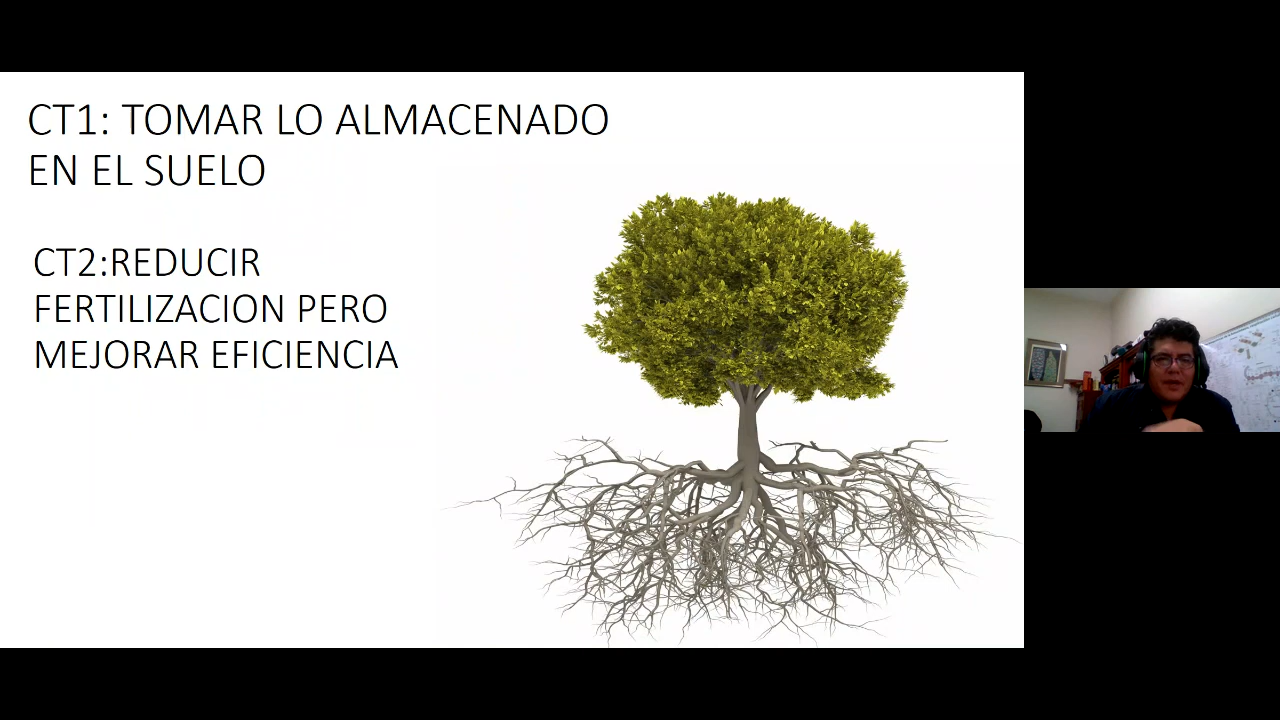 CT1: TOMAR LO ALMACENADO
EN EL SUELO
CT2:REDUCIR
FERTILIZACION PERO
MEJORAR EFICIENCIA